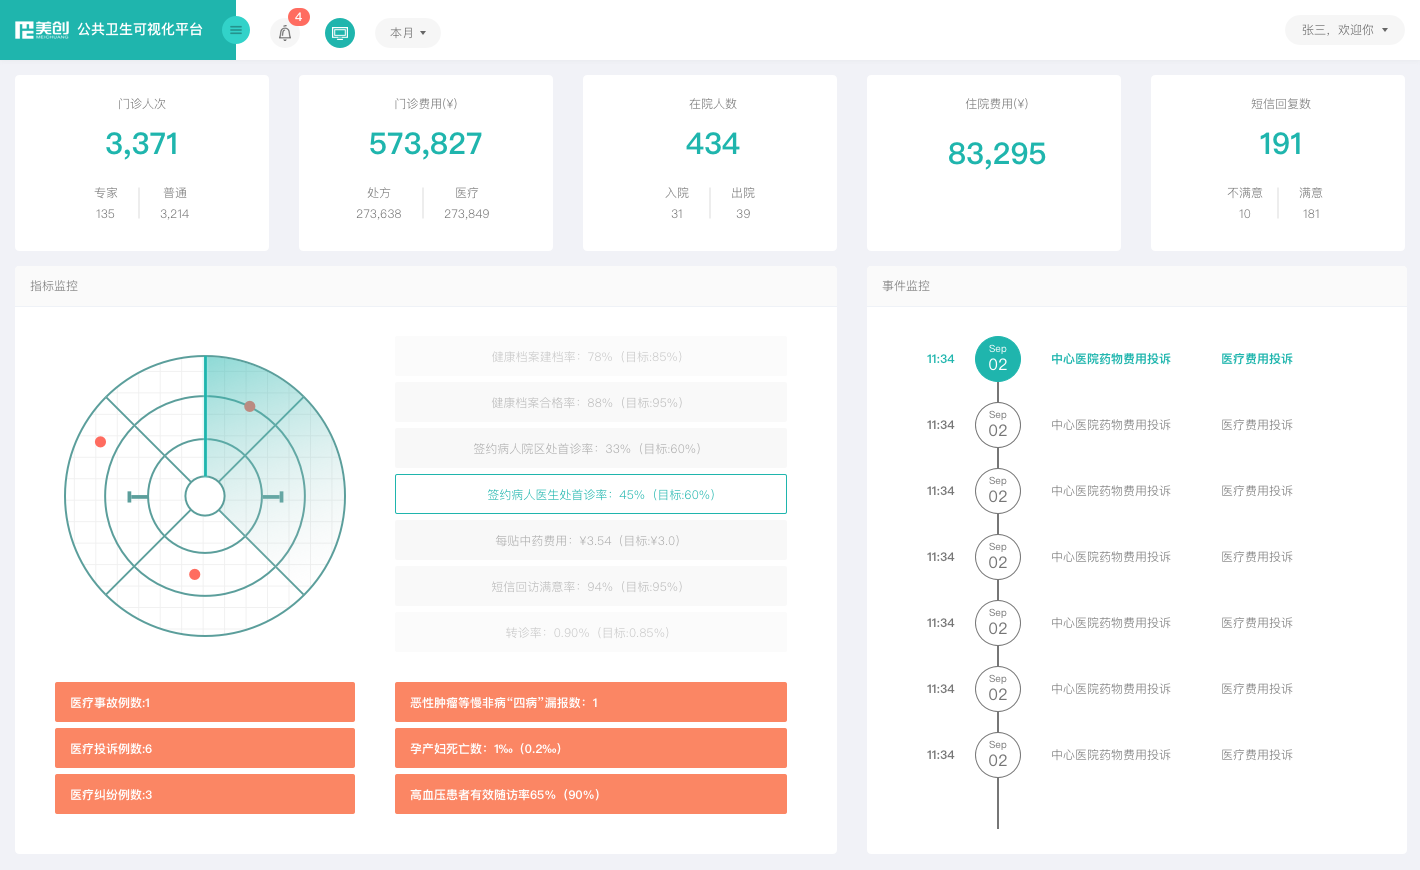 美创 公共卫生可视化平台
MEICHUANG
4
本月
张三，欢迎你
门诊人次
3,371
专家 普通
135 3,214
门诊费用(¥)
573,827
处方 医疗
273,638 273,849
在院人数
434
入院 出院
31 39
住院费用(¥)
83,295
短信回复数
191
不满意 满意
10 181
指标监控
健康档案建档率：78%（目标:85%）
健康档案合格率：88%（目标:95%）
签约病人院区处首诊率：33%（目标:60%）
签约病人医生处首诊率：45%（目标:60%）
每贴中药费用：¥3.54（目标:¥3.0）
短信回访满意率：94%（目标:95%）
转诊率：0.90%（目标:0.85%）
医疗事故例数:1
医疗投诉例数:6
医疗纠纷例数:3
恶性肿瘤等慢非病“四病”漏报数：1
孕产妇死亡数：1‰（0.2‰）
高血压患者有效随访率65%（90%）
事件监控
11:34 Sep 02 中心医院药物费用投诉 医疗费用投诉
11:34 Sep 02 中心医院药物费用投诉 医疗费用投诉
11:34 Sep 02 中心医院药物费用投诉 医疗费用投诉
11:34 Sep 02 中心医院药物费用投诉 医疗费用投诉
11:34 Sep 02 中心医院药物费用投诉 医疗费用投诉
11:34 Sep 02 中心医院药物费用投诉 医疗费用投诉
11:34 Sep 02 中心医院药物费用投诉 医疗费用投诉